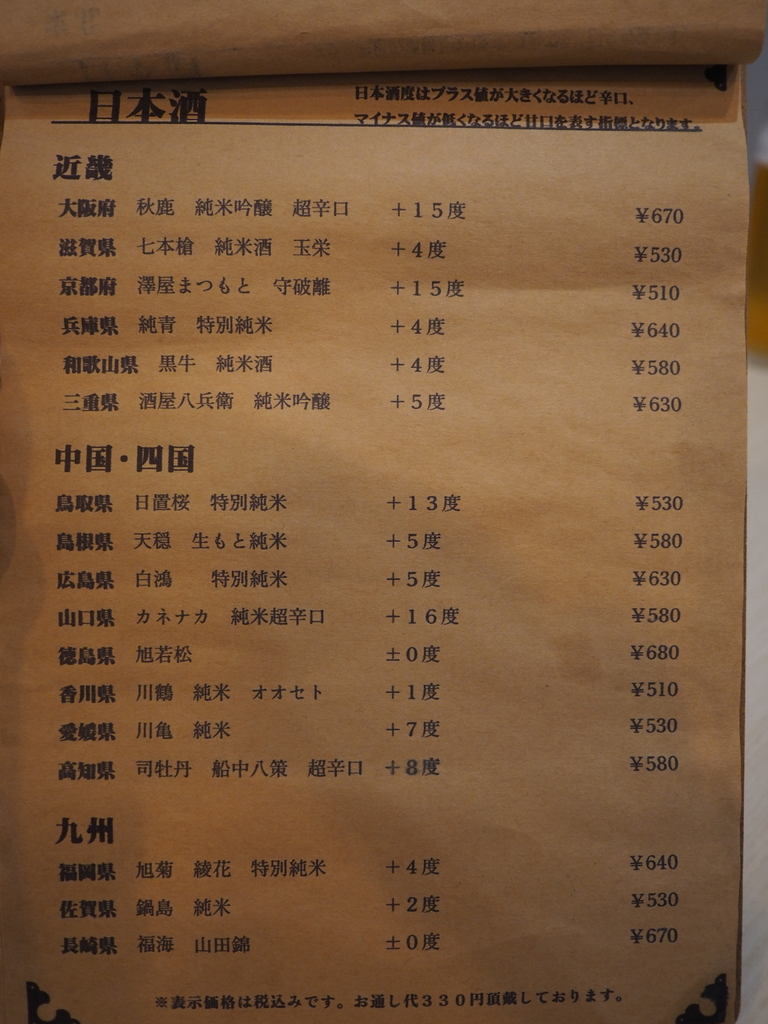 日本酒
日本酒度はプラス値が大きくなるほど辛口、
マイナス値が低くなるほど甘口を表す指標となります。
近畿
大阪府 秋鹿 純米吟醸 超辛口 +15度 ¥670
滋賀県 七本槍 純米酒 玉栄 +4度 ¥530
京都府 澤屋まつもと 守破離 +15度 ¥510
兵庫県 純青 特別純米 +4度 ¥640
和歌山県 黒牛 純米酒 +4度 ¥580
三重県 酒屋八兵衛 純米吟醸 +5度 ¥630
中国・四国
鳥取県 日置桜 特別純米 +13度 ¥530
島根県 天穏 生もと純米 +5度 ¥580
広島県 白鴻 特別純米 +5度 ¥630
山口県 カネナカ 純米超辛口 +16度 ¥580
徳島県 旭若松 ±0度 ¥680
香川県 川鶴 純米 オオセト +1度 ¥510
愛媛県 川亀 純米 +7度 ¥530
高知県 司牡丹 船中八策 超辛口 +8度 ¥580
九州
福岡県 旭菊 綾花 特別純米 +4度 ¥640
佐賀県 鍋島 純米 +2度 ¥530
長崎県 福海 山田錦 ±0度 ¥670
※表示価格は税込みです。お通し代330円頂戴しております。